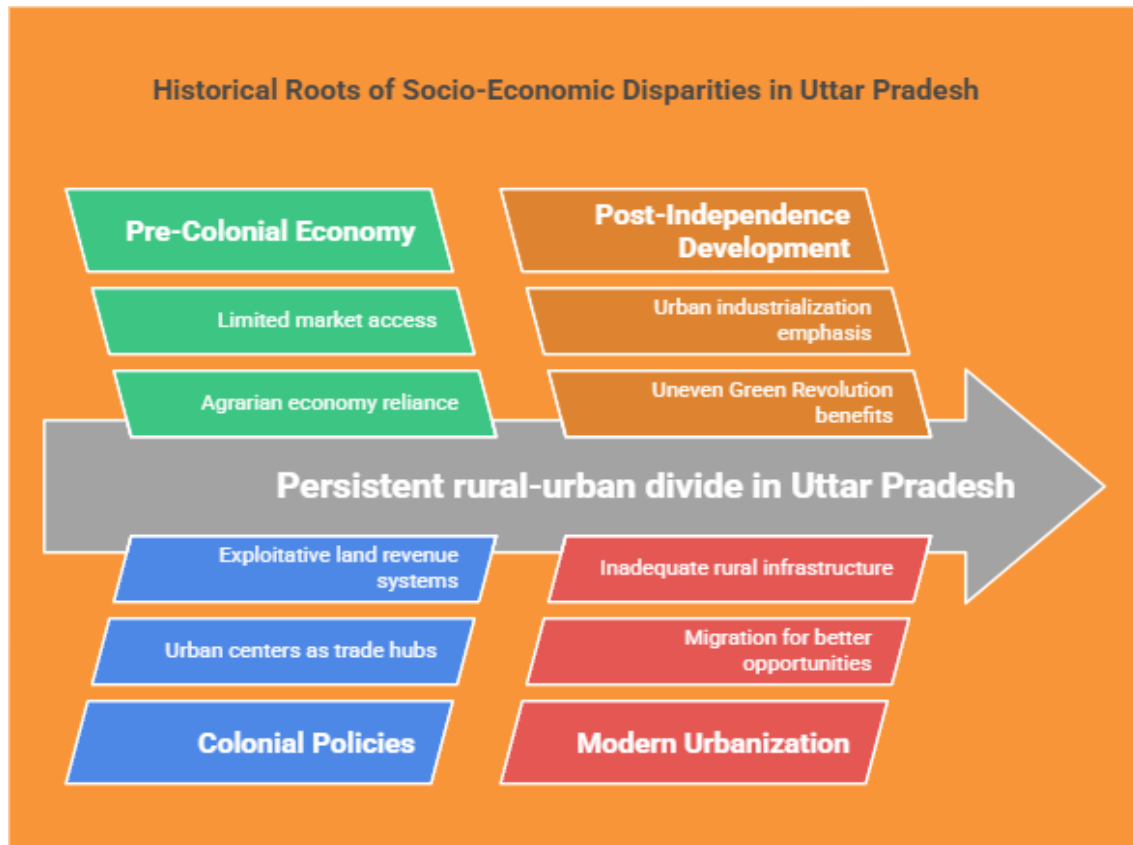 Historical Roots of Socio-Economic Disparities in Uttar Pradesh
Pre-Colonial Economy
Limited market access
Agrarian economy reliance
Post-Independence
Development
Urban industrialization
emphasis
Uneven Green Revolution
benefits
Persistent rural-urban divide in Uttar Pradesh
Exploitative land revenue
systems
Urban centers as trade hubs
Colonial Policies
Inadequate rural infrastructure
Migration for better
opportunities
Modern Urbanization